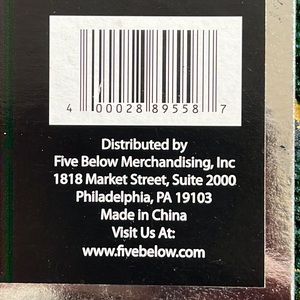 4 00028 89558 7
Distributed by
Five Below Merchandising, Inc
1818 Market Street, Suite 2000
Philadelphia, PA 19103
Made in China
Visit Us At:
www.fivebelow.com